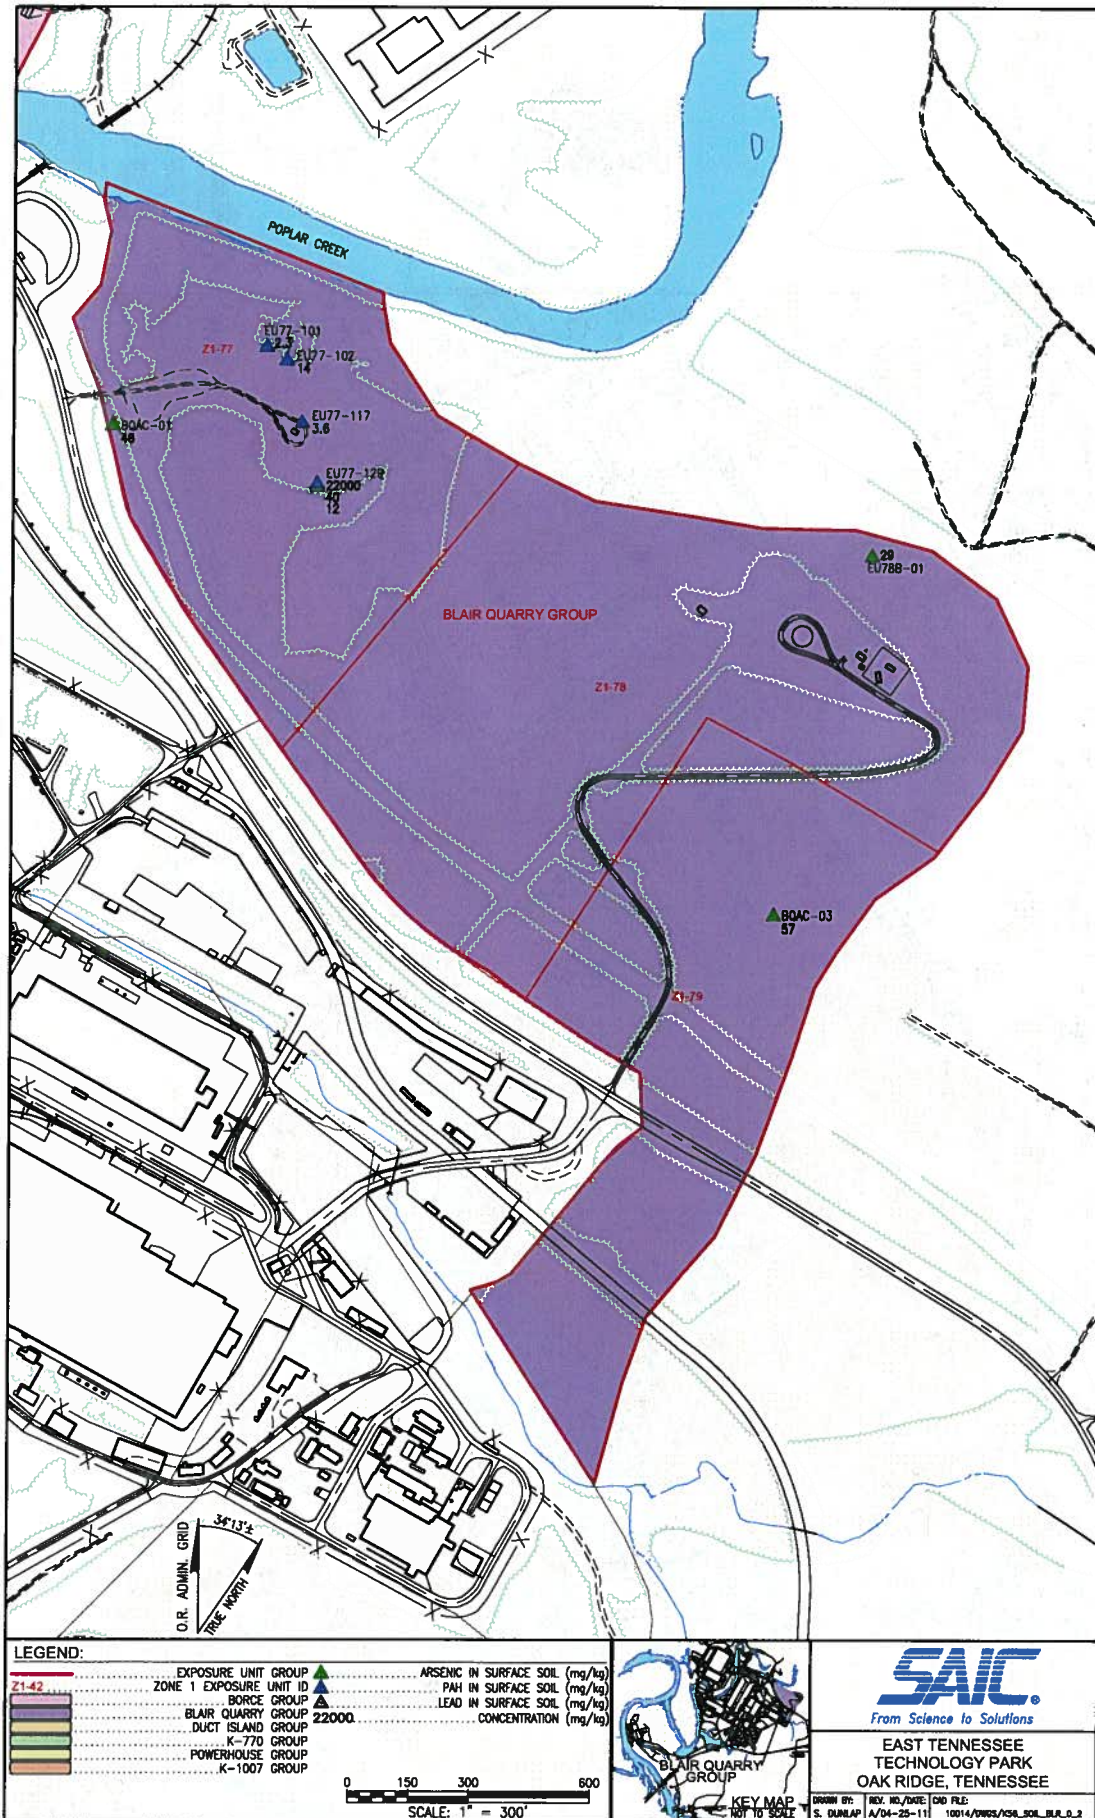 POPLAR CREEK
EU77-101
2.7
Z1-77
EU77-102
14
EU77-117
3.6
BQAC-01
46
22000
40
12
BLAIR QUARRY GROUP
29
EU78B-01
Z1-78
BQAC-03
57
Z1-79
O.R. ADMIN. GRID
34°13'±
TRUE NORTH
LEGEND:
EXPOSURE UNIT GROUP
Z1-42 ZONE 1 EXPOSURE UNIT ID
BORCE GROUP
BLAIR QUARRY GROUP
DUCT ISLAND GROUP
K-770 GROUP
POWERHOUSE GROUP
K-1007 GROUP
ARSENIC IN SURFACE SOIL (mg/kg)
PAH IN SURFACE SOIL (mg/kg)
LEAD IN SURFACE SOIL (mg/kg)
22000 CONCENTRATION (mg/kg)
0 150 300 600
SCALE: 1" = 300'
BLAIR QUARRY
GROUP
KEY MAP
NOT TO SCALE
SAIC®
From Science to Solutions
EAST TENNESSEE
TECHNOLOGY PARK
OAK RIDGE, TENNESSEE
DRAWN BY: REV. NO./DATE: CAD FILE:
S. DUNLAP A/04-25-11 10014/DWGS/K56_SOIL_BLR_0_2